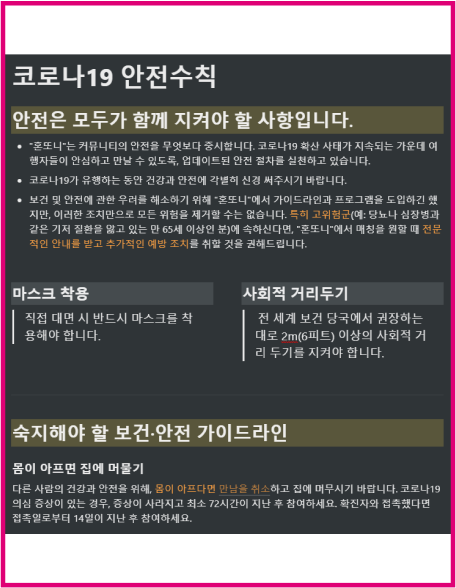 코로나19 안전수칙
안전은 모두가 함께 지켜야 할 사항입니다.
• "혼또니"는 커뮤니티의 안전을 무엇보다 중시합니다. 코로나19 확산 사태가 지속되는 가운데 여
행자들이 안심하고 만날 수 있도록, 업데이트된 안전 절차를 실천하고 있습니다.
• 코로나19가 유행하는 동안 건강과 안전에 각별히 신경 써주시기 바랍니다.
• 보건 및 안전에 관한 우려를 해소하기 위해 "혼또니"에서 가이드라인과 프로그램을 도입하긴 했
지만, 이러한 조치만으로 모든 위험을 제거할 수는 없습니다. 특히 고위험군(예: 당뇨나 심장병과
같은 기저 질환을 앓고 있는 만 65세 이상인 분)에 속하신다면, "혼또니"에서 매칭을 원할 때 전문
적인 안내를 받고 추가적인 예방 조치를 취할 것을 권해드립니다.
마스크 착용
직접 대면 시 반드시 마스크를 착
용해야 합니다.
사회적 거리두기
전 세계 보건 당국에서 권장하는
대로 2m(6피트) 이상의 사회적 거
리 두기를 지켜야 합니다.
숙지해야 할 보건·안전 가이드라인
몸이 아프면 집에 머물기
다른 사람의 건강과 안전을 위해, 몸이 아프다면 만남을 취소하고 집에 머무시기 바랍니다. 코로나19
의심 증상이 있는 경우, 증상이 사라지고 최소 72시간이 지난 후 참여하세요. 확진자와 접촉했다면
접촉일로부터 14일이 지난 후 참여하세요.